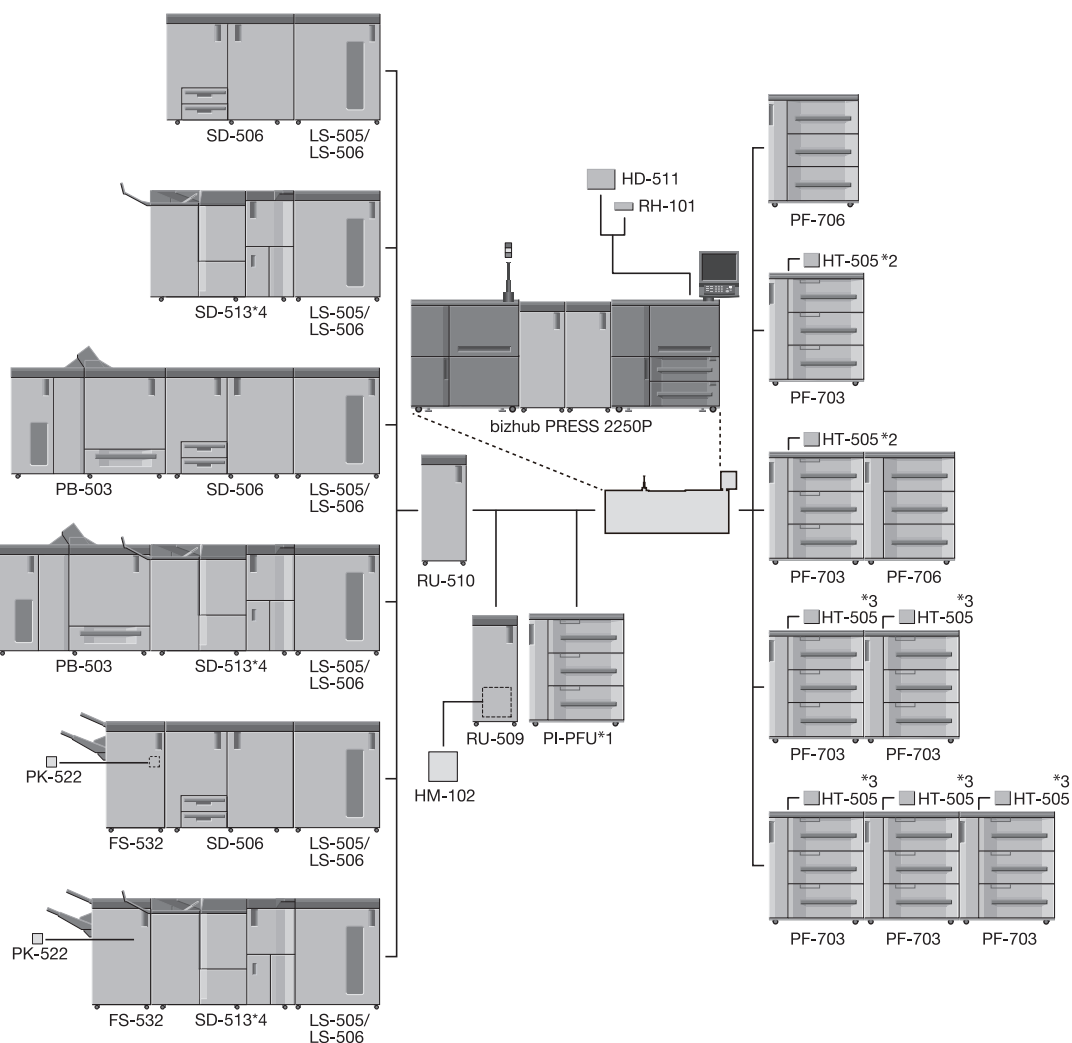 SD-506
LS-505/
LS-506
SD-513*4
LS-505/
LS-506
PB-503
SD-506
LS-505/
LS-506
PB-503
SD-513*4
LS-505/
LS-506
PK-522
FS-532
SD-506
LS-505/
LS-506
PK-522
FS-532
SD-513*4
LS-505/
LS-506
HD-511
RH-101
bizhub PRESS 2250P
RU-510
RU-509
PI-PFU*1
HM-102
PF-706
HT-505*2
PF-703
HT-505*2
PF-703
PF-706
*3
HT-505
*3
HT-505
PF-703
PF-703
*3
HT-505
*3
HT-505
*3
HT-505
PF-703
PF-703
PF-703